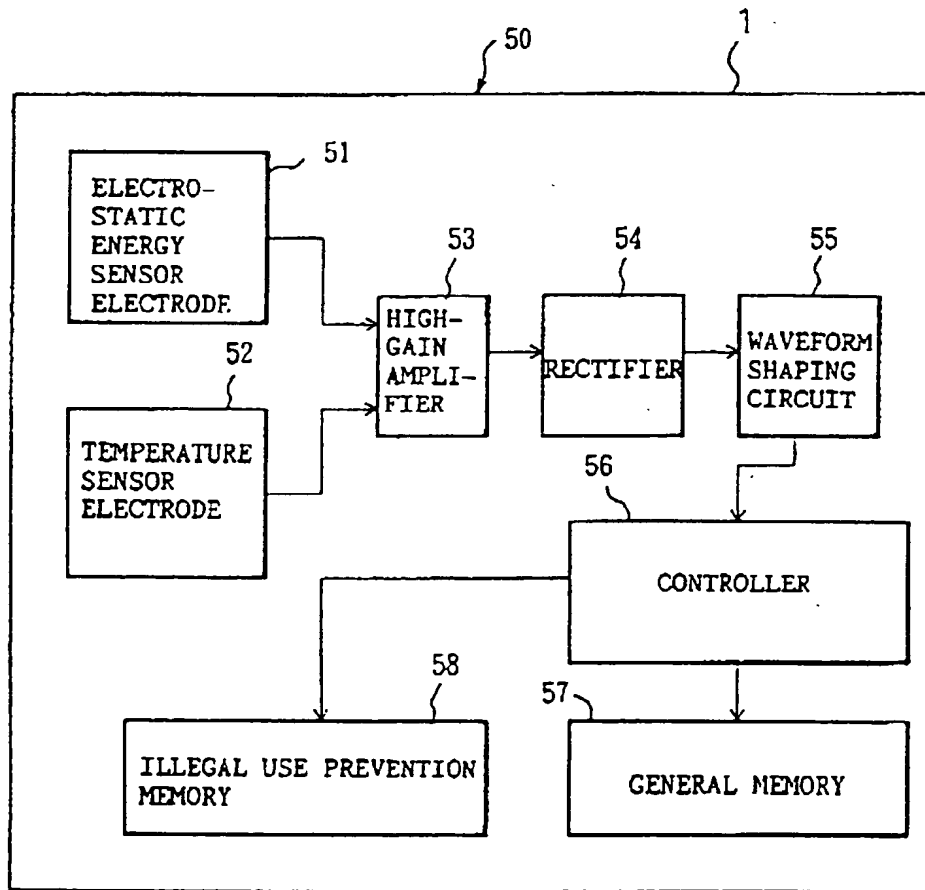 50
1
51
ELECTRO-
STATIC
ENERGY
SENSOR
ELECTRODE
52
TEMPERATURE
SENSOR
ELECTRODE
53
HIGH-
GAIN
AMPLI-
FIER
54
RECTIFIER
55
WAVEFORM
SHAPING
CIRCUIT
56
CONTROLLER
58
ILLEGAL USE PREVENTION
MEMORY
57
GENERAL MEMORY